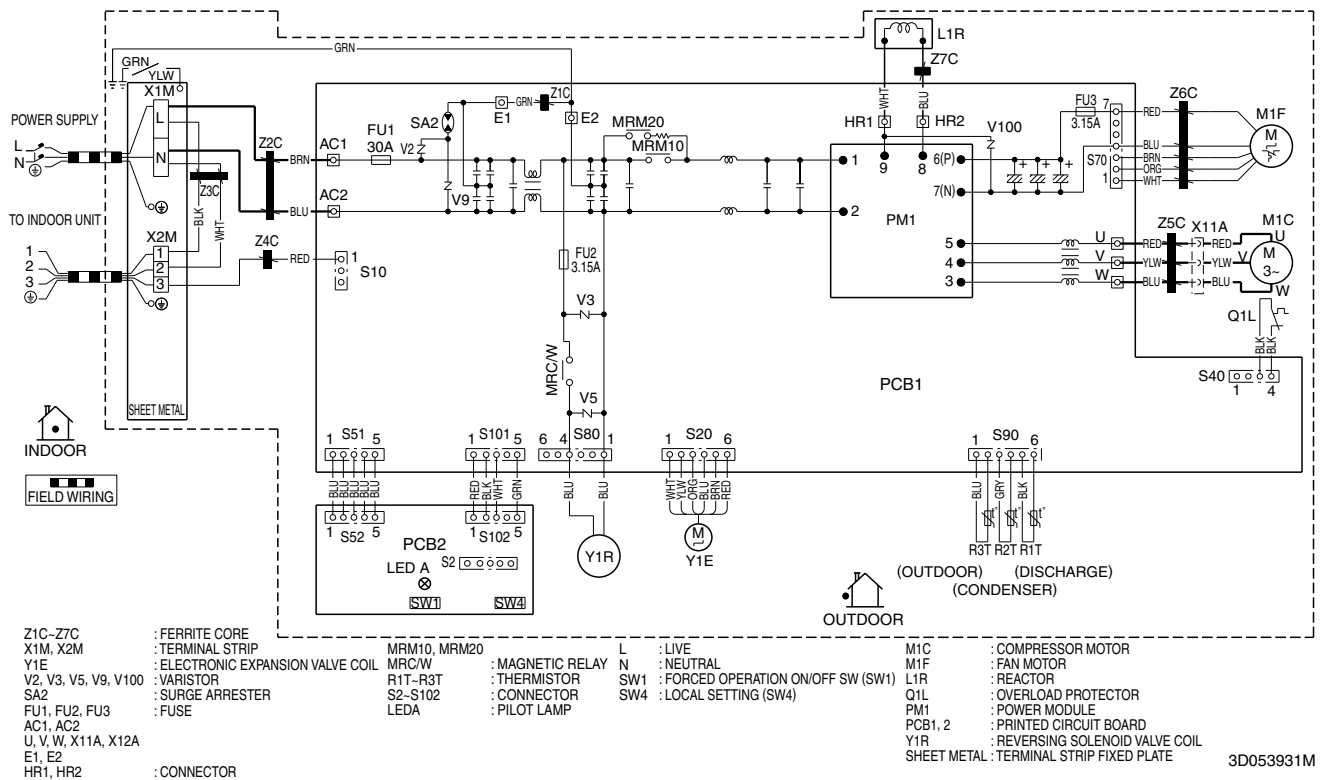 GRN
GRN
YLW
X1M
L
N
POWER SUPPLY
L
N
TO INDOOR UNIT
1
2
3
X2M
1
2
3
SHEET METAL
Z2C
Z3C
Z4C
BLK
WHT
BRN
BLU
RED
AC1
AC2
FU1
30A
V2
SA2
V9
E1
GRN
Z1C
E2
MRM20
MRM10
1
S10
FU2
3.15A
V3
MRC/W
V5
L1R
Z7C
WHT
BLU
HR1
HR2
9
8
1
2
PM1
6(P)
7(N)
5
4
3
V100
FU3
3.15A
7
S70
1
RED
BLU
BRN
ORG
WHT
Z6C
M1F
M
U
V
W
Z5C
X11A
RED
YLW
BLU
RED
YLW
BLU
M1C
U
V
W
M
3~
Q1L
BLK
BLK
S40
1 4
PCB1
INDOOR
FIELD WIRING
1 S51 5
BLU
BLU
BLU
BLU
BLU
1 S52 5
1 S101 5
RED
BLK
WHT
GRN
1 S102 5
PCB2
S2
LED A
SW1
SW4
6 4 S80 1
BLU
BLU
Y1R
1 S20 6
WHT
YLW
ORG
BLU
BRN
RED
M
Y1E
1 S90 6
BLU
GRY
BLK
t°
t°
t°
R3T R2T R1T
(OUTDOOR) (DISCHARGE)
(CONDENSER)
OUTDOOR
Z1C~Z7C : FERRITE CORE
X1M, X2M : TERMINAL STRIP
Y1E : ELECTRONIC EXPANSION VALVE COIL
V2, V3, V5, V9, V100 : VARISTOR
SA2 : SURGE ARRESTER
FU1, FU2, FU3 : FUSE
AC1, AC2
U, V, W, X11A, X12A
E1, E2
HR1, HR2 : CONNECTOR
MRM10, MRM20
MRC/W : MAGNETIC RELAY
R1T~R3T : THERMISTOR
S2~S102 : CONNECTOR
LEDA : PILOT LAMP
L : LIVE
N : NEUTRAL
SW1 : FORCED OPERATION ON/OFF SW (SW1)
SW4 : LOCAL SETTING (SW4)
M1C : COMPRESSOR MOTOR
M1F : FAN MOTOR
L1R : REACTOR
Q1L : OVERLOAD PROTECTOR
PM1 : POWER MODULE
PCB1, 2 : PRINTED CIRCUIT BOARD
Y1R : REVERSING SOLENOID VALVE COIL
SHEET METAL : TERMINAL STRIP FIXED PLATE
3D053931M